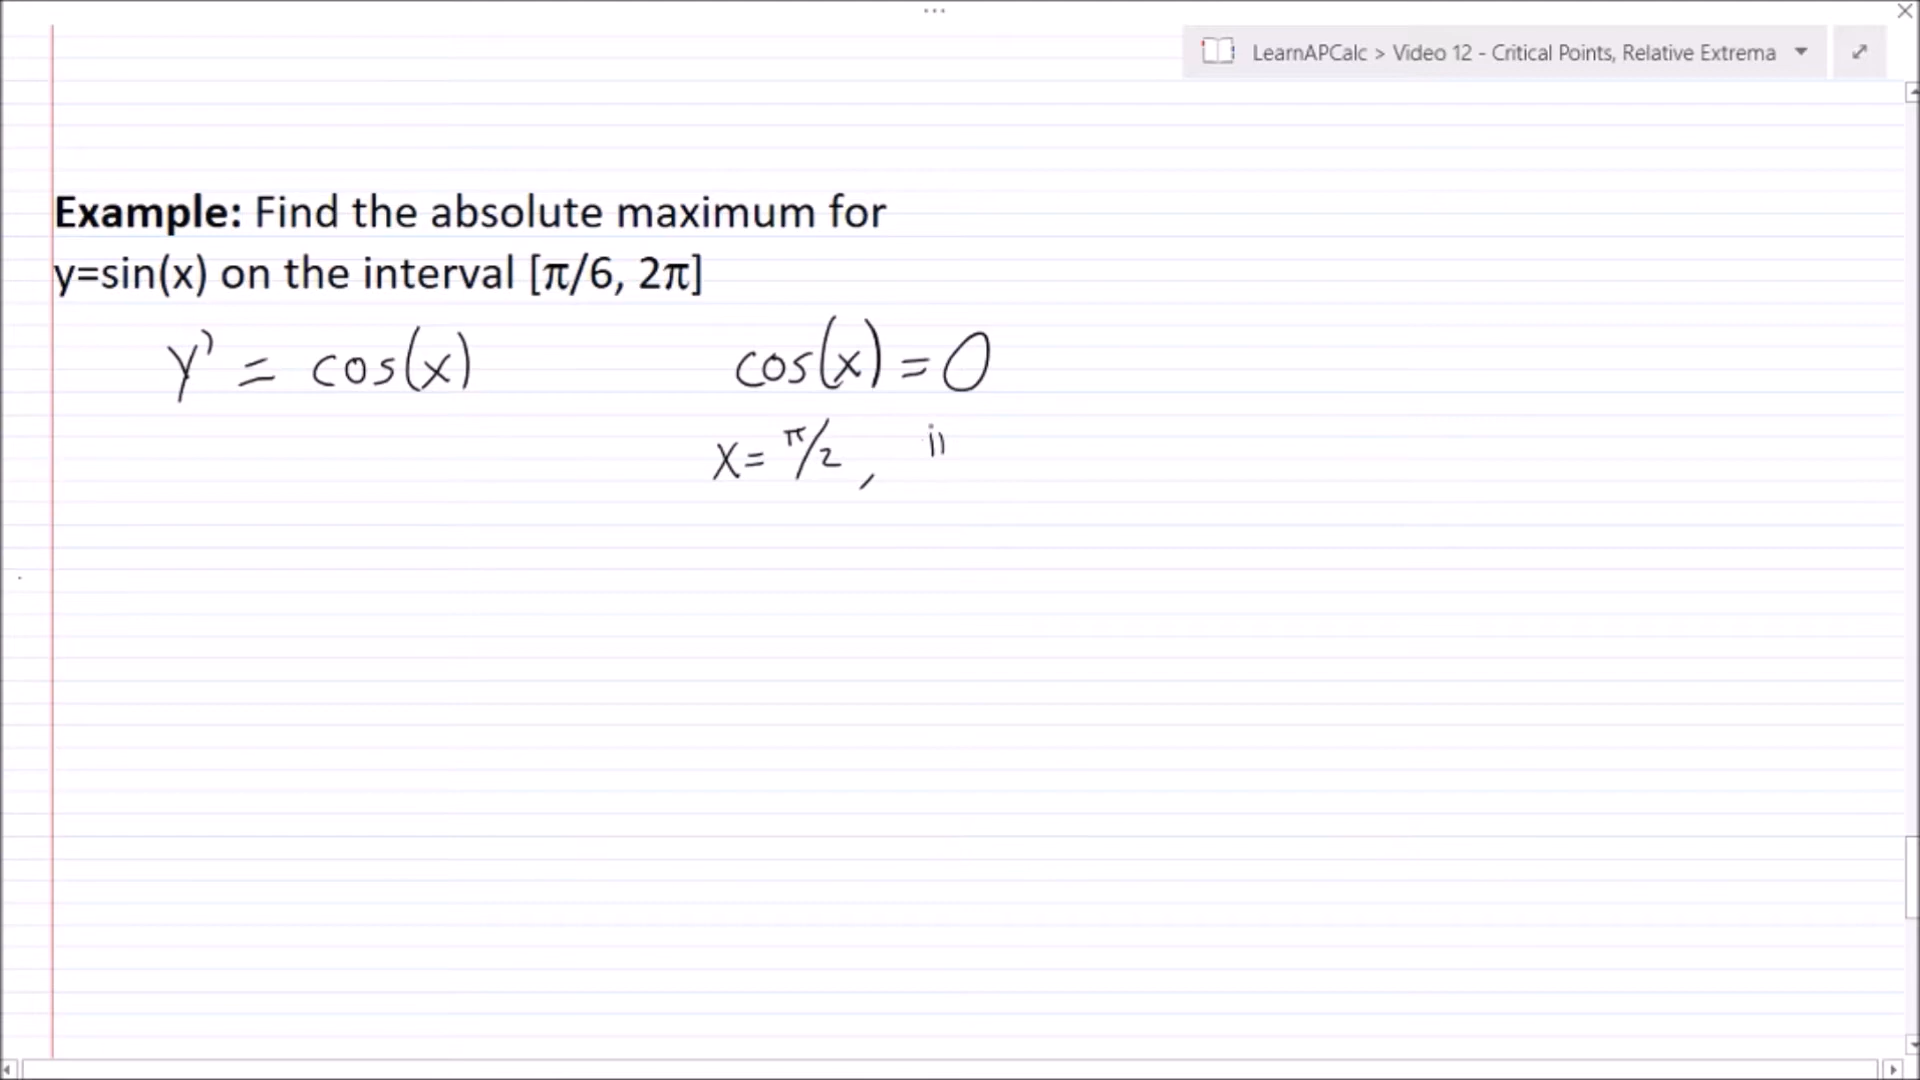 LearnAPCalc > Video 12 - Critical Points, Relative Extrema
Example: Find the absolute maximum for
y=sin(x) on the interval [π/6, 2π]
y' = cos(x)
cos(x) = 0
x = π/2 ,